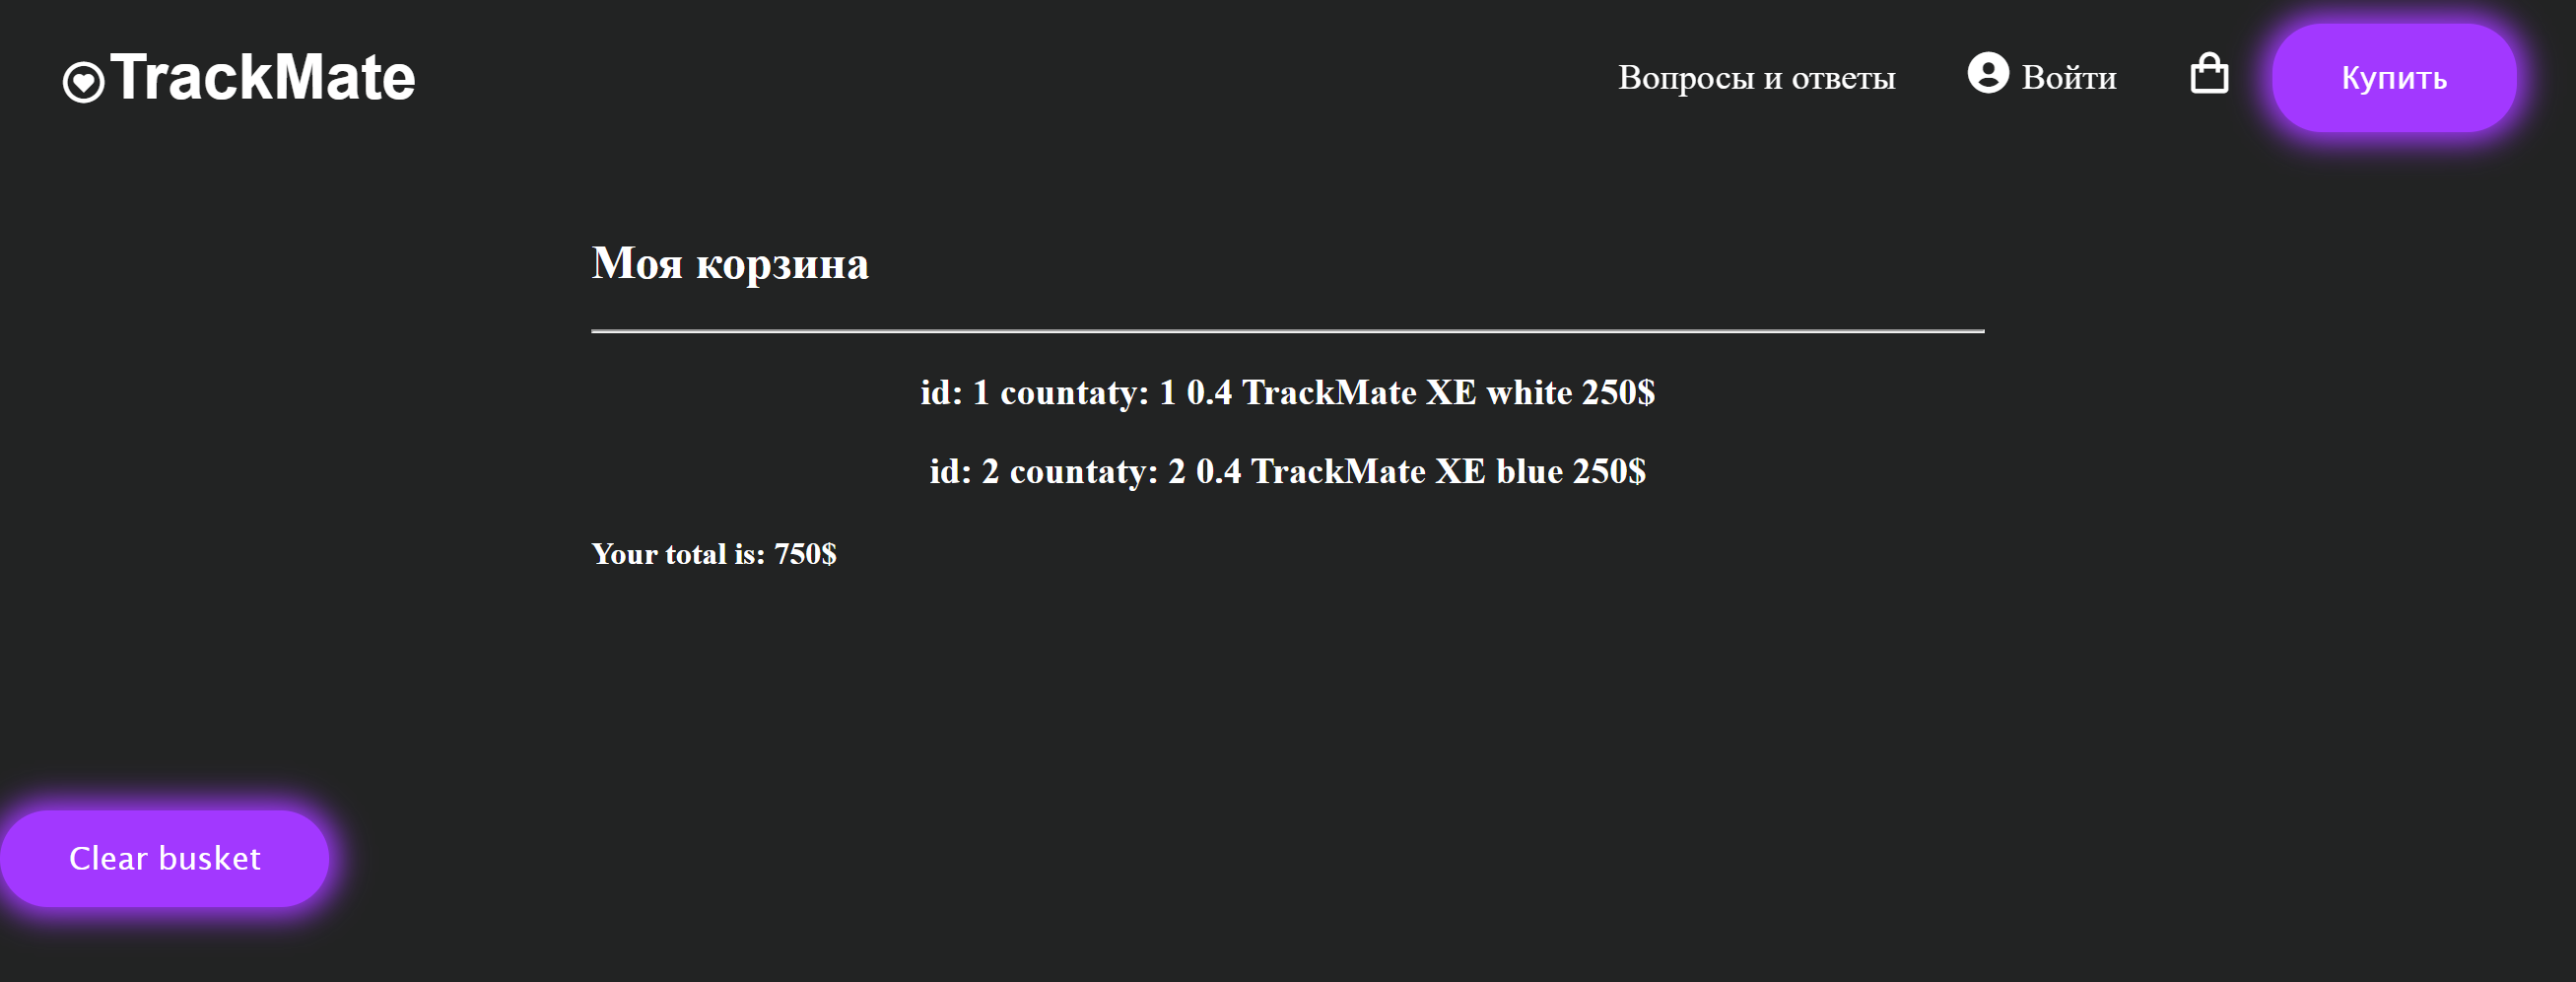 TrackMate
Вопросы и ответы
Войти
Купить
Моя корзина
id: 1 countaty: 1 0.4 TrackMate XE white 250$
id: 2 countaty: 2 0.4 TrackMate XE blue 250$
Your total is: 750$
Clear busket